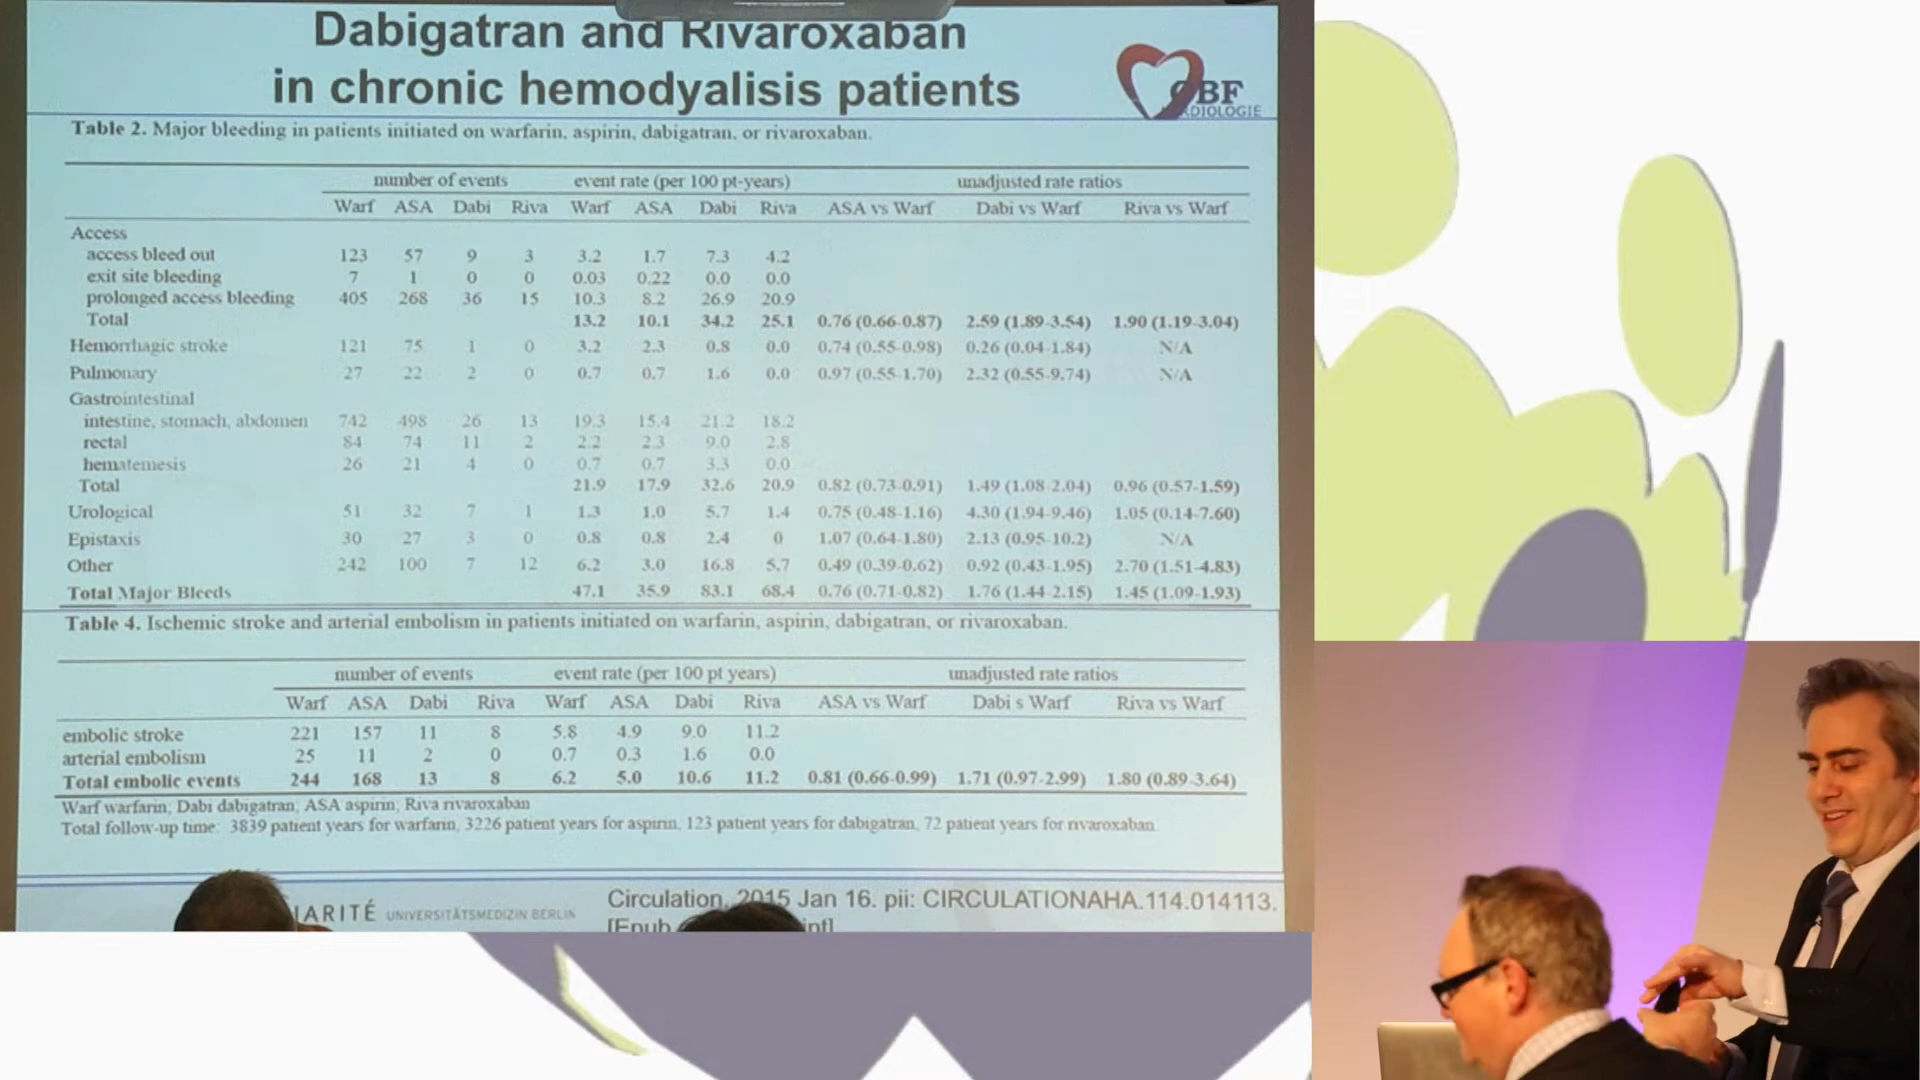 Dabigatran and Rivaroxaban
in chronic hemodyalisis patients
CBF
DIOLOGIE
Table 2. Major bleeding in patients initiated on warfarin, aspirin, dabigatran, or rivaroxaban.
number of events event rate (per 100 pt-years) unadjusted rate ratios
Warf ASA Dabi Riva Warf ASA Dabi Riva ASA vs Warf Dabi vs Warf Riva vs Warf
Access
access bleed out 123 57 9 3 3.2 1.7 7.3 4.2
exit site bleeding 7 1 0 0 0.03 0.22 0.0 0.0
prolonged access bleeding 405 268 36 15 10.3 8.2 26.9 20.9
Total 13.2 10.1 34.2 25.1 0.76 (0.66-0.87) 2.59 (1.89-3.54) 1.90 (1.19-3.04)
Hemorrhagic stroke 121 75 1 0 3.2 2.3 0.8 0.0 0.74 (0.55-0.98) 0.26 (0.04-1.84) N/A
Pulmonary 27 22 2 0 0.7 0.7 1.6 0.0 0.97 (0.55-1.70) 2.32 (0.55-9.74) N/A
Gastrointestinal
intestine, stomach, abdomen 742 498 26 13 19.3 15.4 21.2 18.2
rectal 84 74 11 2 2.2 2.3 9.0 2.8
hematemesis 26 21 4 0 0.7 0.7 3.3 0.0
Total 21.9 17.9 32.6 20.9 0.82 (0.73-0.91) 1.49 (1.08-2.04) 0.96 (0.57-1.59)
Urological 51 32 7 1 1.3 1.0 5.7 1.4 0.75 (0.48-1.16) 4.30 (1.94-9.46) 1.05 (0.14-7.60)
Epistaxis 30 27 3 0 0.8 0.8 2.4 0 1.07 (0.64-1.80) 2.13 (0.95-10.2) N/A
Other 242 100 7 12 6.2 3.0 16.8 5.7 0.49 (0.39-0.62) 0.92 (0.43-1.95) 2.70 (1.51-4.83)
Total Major Bleeds 47.1 35.9 83.1 68.4 0.76 (0.71-0.82) 1.76 (1.44-2.15) 1.45 (1.09-1.93)
Table 4. Ischemic stroke and arterial embolism in patients initiated on warfarin, aspirin, dabigatran, or rivaroxaban.
number of events event rate (per 100 pt years) unadjusted rate ratios
Warf ASA Dabi Riva Warf ASA Dabi Riva ASA vs Warf Dabi s Warf Riva vs Warf
embolic stroke 221 157 11 8 5.8 4.9 9.0 11.2
arterial embolism 25 11 2 0 0.7 0.3 1.6 0.0
Total embolic events 244 168 13 8 6.2 5.0 10.6 11.2 0.81 (0.66-0.99) 1.71 (0.97-2.99) 1.80 (0.89-3.64)
Warf warfarin; Dabi dabigatran; ASA aspirin; Riva rivaroxaban
Total follow-up time: 3839 patient years for warfarin, 3226 patient years for aspirin, 123 patient years for dabigatran, 72 patient years for rivaroxaban.
ARITÉ UNIVERSITÄTSMEDIZIN BERLIN
Circulation. 2015 Jan 16. pii: CIRCULATIONAHA.114.014113.
[Epub